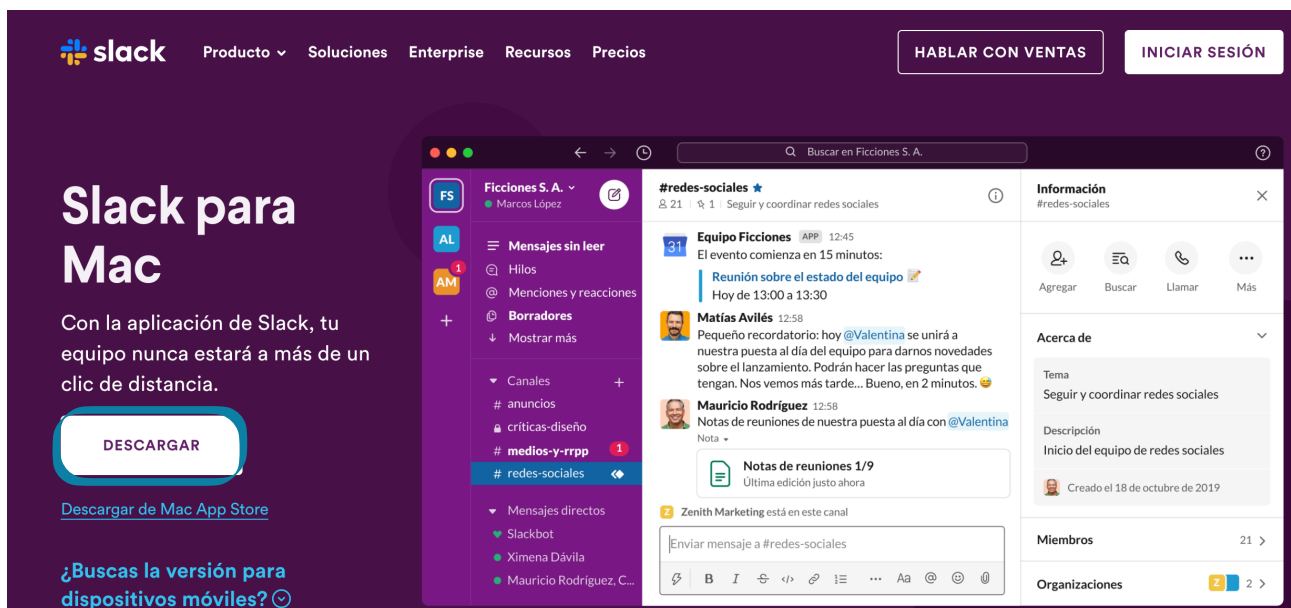 slack
Producto
Soluciones
Enterprise
Recursos
Precios
HABLAR CON VENTAS
INICIAR SESIÓN
Slack para
Mac
Con la aplicación de Slack, tu
equipo nunca estará a más de un
clic de distancia.
DESCARGAR
Descargar de Mac App Store
¿Buscas la versión para
dispositivos móviles?
Buscar en Ficciones S. A.
FS
AL
AM
1
Ficciones S. A.
Marcos López
Mensajes sin leer
Hilos
Menciones y reacciones
Borradores
Mostrar más
Canales
# anuncios
críticas-diseño
# medios-y-rrpp 1
# redes-sociales
Mensajes directos
Slackbot
Ximena Dávila
Mauricio Rodríguez, C...
#redes-sociales
21 | 1 | Seguir y coordinar redes sociales
31
Equipo Ficciones APP 12:45
El evento comienza en 15 minutos:
Reunión sobre el estado del equipo
Hoy de 13:00 a 13:30
Matías Avilés 12:58
Pequeño recordatorio: hoy @Valentina se unirá a
nuestra puesta al día del equipo para darnos novedades
sobre el lanzamiento. Podrán hacer las preguntas que
tengan. Nos vemos más tarde... Bueno, en 2 minutos.
Mauricio Rodríguez 12:58
Notas de reuniones de nuestra puesta al día con @Valentina
Nota
Notas de reuniones 1/9
Última edición justo ahora
Z Zenith Marketing está en este canal
Enviar mensaje a #redes-sociales
B I S </> ... Aa @
Información
#redes-sociales
Agregar
Buscar
Llamar
Más
Acerca de
Tema
Seguir y coordinar redes sociales
Descripción
Inicio del equipo de redes sociales
Creado el 18 de octubre de 2019
Miembros 21
Organizaciones Z 2